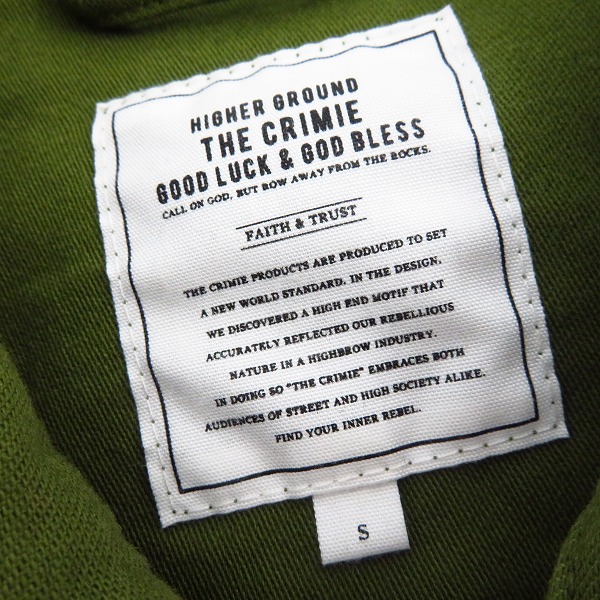 HIGHER GROUND
THE CRIMIE
GOOD LUCK & GOD BLESS
CALL ON GOD, BUT ROW AWAY FROM THE ROCKS.
FAITH & TRUST
THE CRIMIE PRODUCTS ARE PRODUCED TO SET
A NEW WORLD STANDARD. IN THE DESIGN,
WE DISCOVERED A HIGH END MOTIF THAT
ACCURATELY REFLECTED OUR REBELLIOUS
NATURE IN A HIGHBROW INDUSTRY.
IN DOING SO "THE CRIMIE" EMBRACES BOTH
AUDIENCES OF STREET AND HIGH SOCIETY ALIKE.
FIND YOUR INNER REBEL.
S